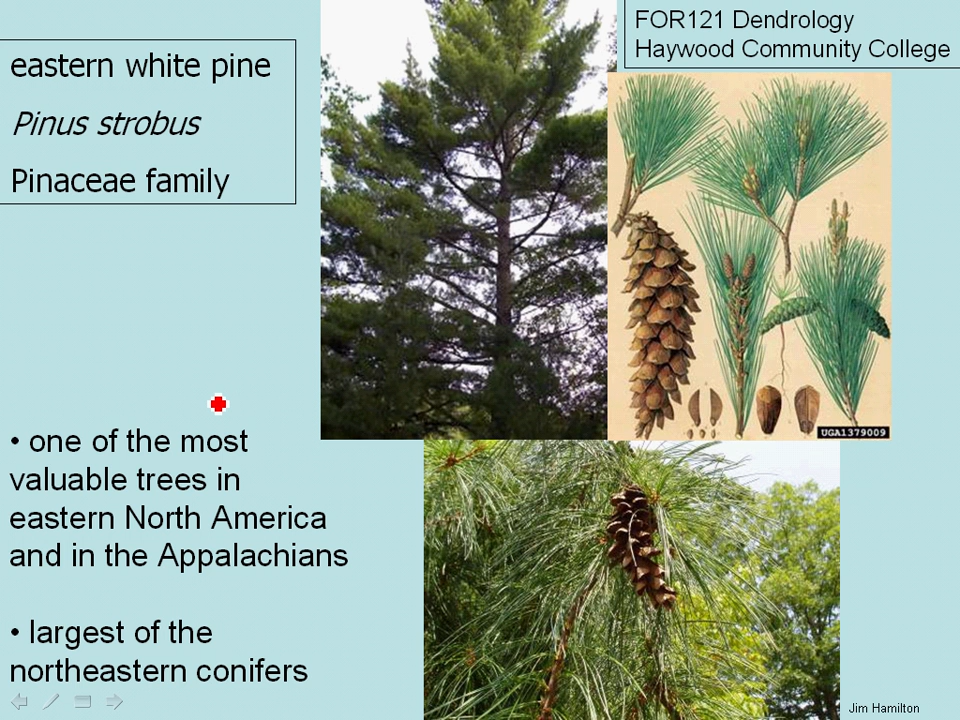 FOR121 Dendrology
Haywood Community College
eastern white pine
Pinus strobus
Pinaceae family
UGA1379009
• one of the most
valuable trees in
eastern North America
and in the Appalachians
• largest of the
northeastern conifers
Jim Hamilton